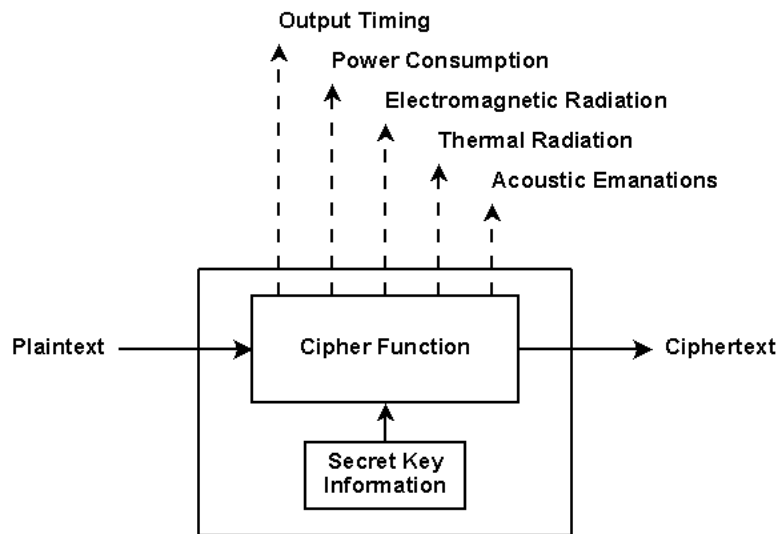 Output Timing
Power Consumption
Electromagnetic Radiation
Thermal Radiation
Acoustic Emanations
Plaintext
Cipher Function
Ciphertext
Secret Key
Information